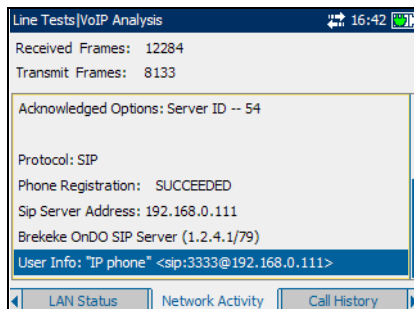 Line Tests|VoIP Analysis 16:42
Received Frames: 12284
Transmit Frames: 8133
Acknowledged Options: Server ID -- 54
Protocol: SIP
Phone Registration: SUCCEEDED
Sip Server Address: 192.168.0.111
Brekeke OnDO SIP Server (1.2.4.1/79)
User Info: "IP phone" <sip:3333@192.168.0.111>
LAN Status Network Activity Call History